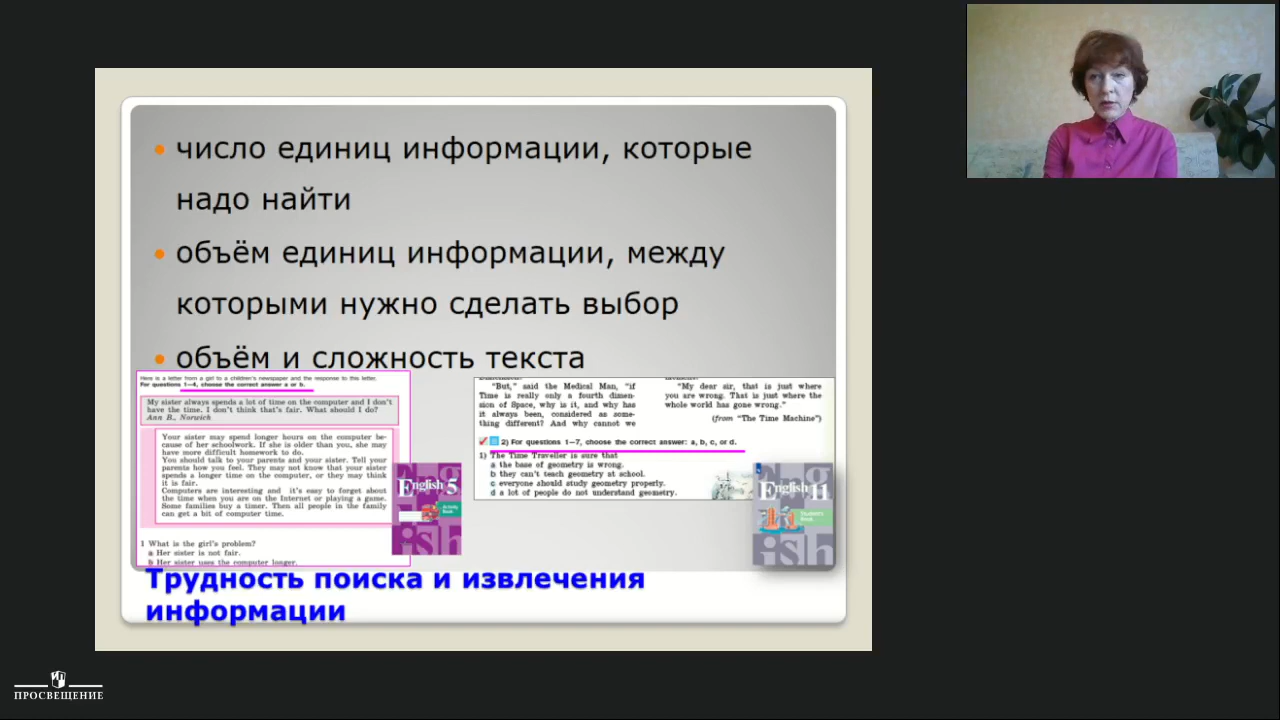 • число единиц информации, которые
надо найти
• объём единиц информации, между
которыми нужно сделать выбор
• объём и сложность текста
Here is a letter from a girl to a children's newspaper and the response to this letter.
For questions 1—4, choose the correct answer a or b.
My sister always spends a lot of time on the computer and I don't
have the time. I don't think that's fair. What should I do?
Ann B., Norwich
Your sister may spend longer hours on the computer be-
cause of her schoolwork. If she is older than you, she may
have more difficult homework to do.
You should talk to your parents and your sister. Tell your
parents how you feel. They may not know that your sister
spends a longer time on the computer, or they may think
it is fair.
Computers are interesting and it's easy to forget about
the time when you are on the Internet or playing a game.
Some families buy a timer. Then all people in the family
can get a bit of computer time.
1 What is the girl's problem?
a Her sister is not fair.
b Her sister uses the computer longer.
English 5
Activity
Book
"But," said the Medical Man, "if
Time is really only a fourth dimen-
sion of Space, why is it, and why has
it always been, considered as some-
thing different? And why cannot we
"My dear sir, that is just where
you are wrong. That is just where the
whole world has gone wrong."
(from "The Time Machine")
2) For questions 1—7, choose the correct answer: a, b, c, or d.
1) The Time Traveller is sure that
a the base of geometry is wrong.
b they can't teach geometry at school.
c everyone should study geometry properly.
d a lot of people do not understand geometry.
English 11
Student's
Book
Трудность поиска и извлечения
информации
ПРОСВЕЩЕНИЕ